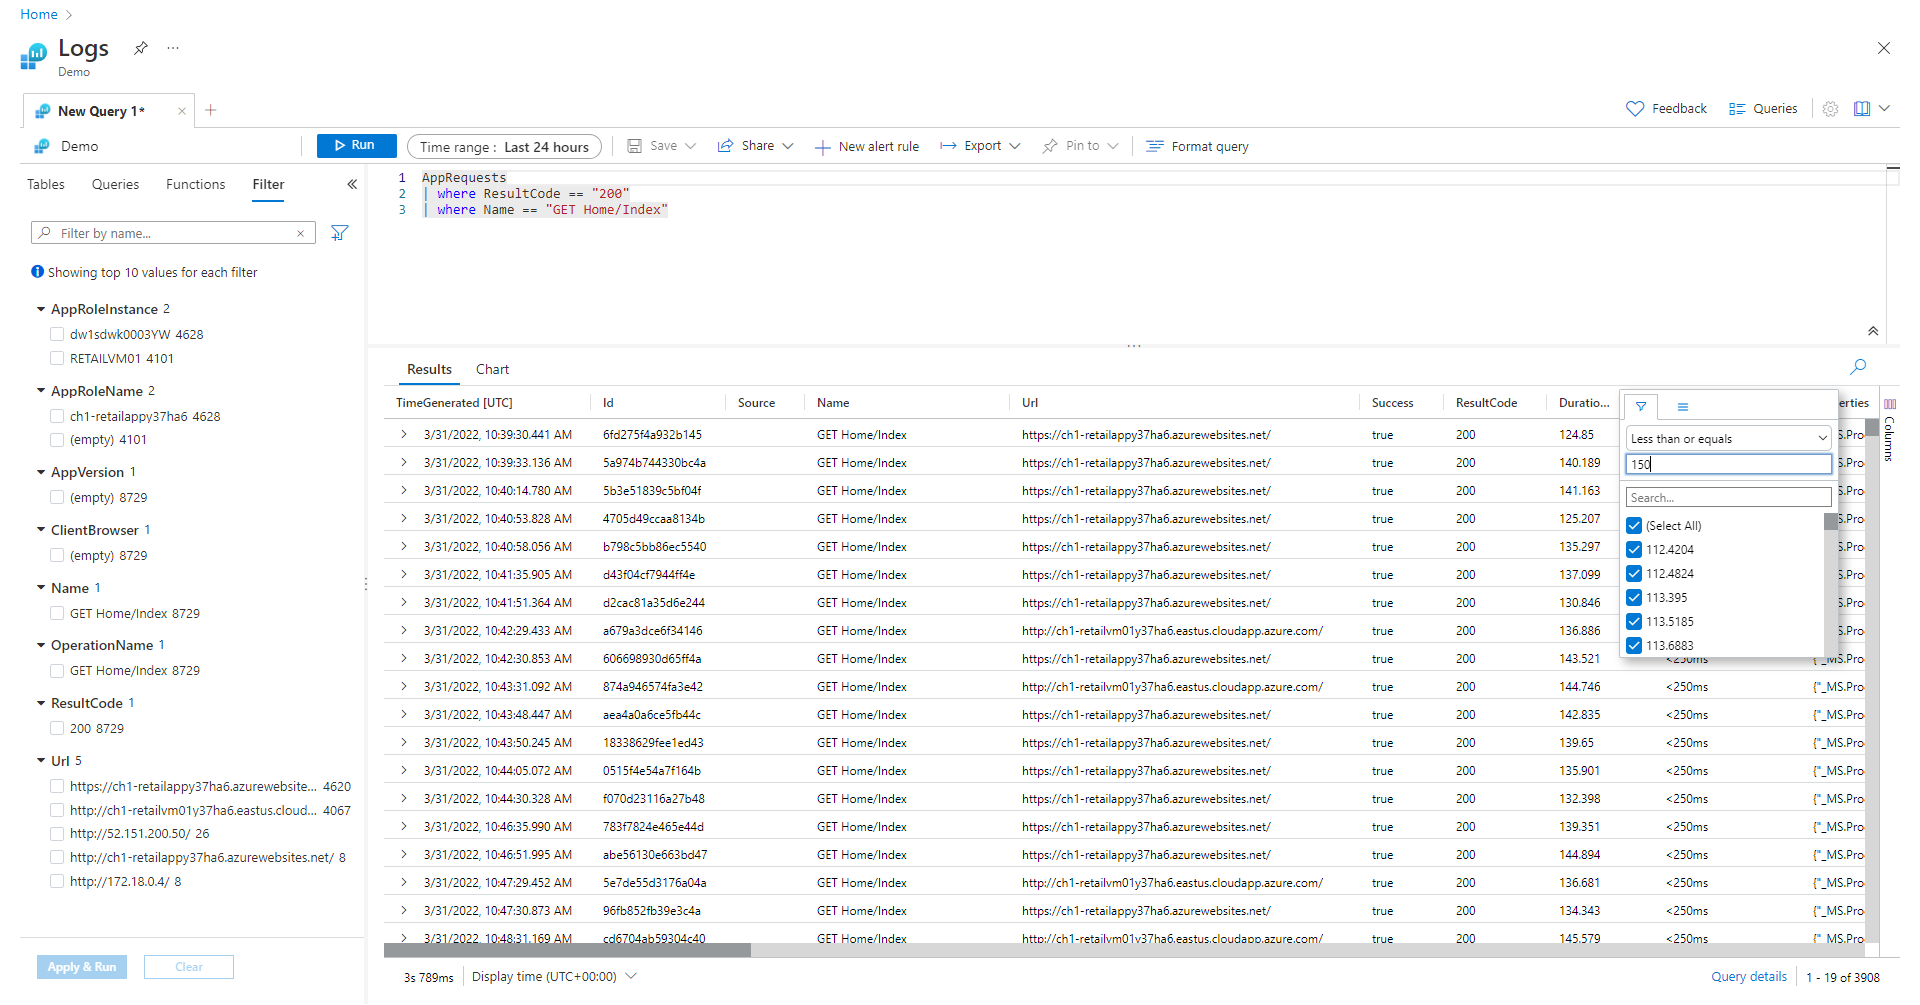 Home
Logs
Demo
New Query 1*
Feedback
Queries
Demo
Run
Time range : Last 24 hours
Save
Share
New alert rule
Export
Pin to
Format query
Tables Queries Functions Filter
Filter by name...
Showing top 10 values for each filter
AppRoleInstance 2
dw1sdwk0003YW 4628
RETAILVM01 4101
AppRoleName 2
ch1-retailappy37ha6 4628
(empty) 4101
AppVersion 1
(empty) 8729
ClientBrowser 1
(empty) 8729
Name 1
GET Home/Index 8729
OperationName 1
GET Home/Index 8729
ResultCode 1
200 8729
Url 5
https://ch1-retailappy37ha6.azurewebsite... 4620
http://ch1-retailvm01y37ha6.eastus.cloud... 4067
http://52.151.200.50/ 26
http://ch1-retailappy37ha6.azurewebsites.net/ 8
http://172.18.0.4/ 8
Apply & Run
Clear
1 AppRequests
2 | where ResultCode == "200"
3 | where Name == "GET Home/Index"
Results Chart
TimeGenerated [UTC] Id Source Name Url Success ResultCode Duratio... erties
3/31/2022, 10:39:30.441 AM 6fd275f4a932b145 GET Home/Index https://ch1-retailappy37ha6.azurewebsites.net/ true 200 124.85 S.Pro
3/31/2022, 10:39:33.136 AM 5a974b744330bc4a GET Home/Index https://ch1-retailappy37ha6.azurewebsites.net/ true 200 140.189 S.Pro
3/31/2022, 10:40:14.780 AM 5b3e51839c5bf04f GET Home/Index https://ch1-retailappy37ha6.azurewebsites.net/ true 200 141.163 S.Pro
3/31/2022, 10:40:53.828 AM 4705d49ccaa8134b GET Home/Index https://ch1-retailappy37ha6.azurewebsites.net/ true 200 125.207 S.Pro
3/31/2022, 10:40:58.056 AM b798c5bb86ec5540 GET Home/Index https://ch1-retailappy37ha6.azurewebsites.net/ true 200 135.297 S.Pro
3/31/2022, 10:41:35.905 AM d43f04cf7944ff4e GET Home/Index https://ch1-retailappy37ha6.azurewebsites.net/ true 200 137.099 S.Pro
3/31/2022, 10:41:51.364 AM d2cac81a35d6e244 GET Home/Index https://ch1-retailappy37ha6.azurewebsites.net/ true 200 130.846 S.Pro
3/31/2022, 10:42:29.433 AM a679a3dce6f34146 GET Home/Index http://ch1-retailvm01y37ha6.eastus.cloudapp.azure.com/ true 200 136.886 S.Pro
3/31/2022, 10:42:30.853 AM 606698930d65ff4a GET Home/Index https://ch1-retailappy37ha6.azurewebsites.net/ true 200 143.521 <250ms {"_MS.Pro
3/31/2022, 10:43:31.092 AM 874a946574fa3e42 GET Home/Index http://ch1-retailvm01y37ha6.eastus.cloudapp.azure.com/ true 200 144.746 <250ms {"_MS.Pro
3/31/2022, 10:43:48.447 AM aea4a0a6ce5fb44c GET Home/Index https://ch1-retailappy37ha6.azurewebsites.net/ true 200 142.835 <250ms {"_MS.Pro
3/31/2022, 10:43:50.245 AM 18338629fee1ed43 GET Home/Index https://ch1-retailappy37ha6.azurewebsites.net/ true 200 139.65 <250ms {"_MS.Pro
3/31/2022, 10:44:05.072 AM 0515f4e54a7f164b GET Home/Index https://ch1-retailappy37ha6.azurewebsites.net/ true 200 135.901 <250ms {"_MS.Pro
3/31/2022, 10:44:30.328 AM f070d23116a27b48 GET Home/Index https://ch1-retailappy37ha6.azurewebsites.net/ true 200 132.398 <250ms {"_MS.Pro
3/31/2022, 10:46:35.990 AM 783f7824e465e44d GET Home/Index https://ch1-retailappy37ha6.azurewebsites.net/ true 200 139.351 <250ms {"_MS.Pro
3/31/2022, 10:46:51.995 AM abe56130e663bd47 GET Home/Index https://ch1-retailappy37ha6.azurewebsites.net/ true 200 144.894 <250ms {"_MS.Pro
3/31/2022, 10:47:29.452 AM 5e7de55d3176a04a GET Home/Index http://ch1-retailvm01y37ha6.eastus.cloudapp.azure.com/ true 200 136.681 <250ms {"_MS.Pro
3/31/2022, 10:47:30.873 AM 96fb852fb39e3c4a GET Home/Index https://ch1-retailappy37ha6.azurewebsites.net/ true 200 134.343 <250ms {"_MS.Pro
3/31/2022, 10:48:31.169 AM cd6704ab59304c40 GET Home/Index http://ch1-retailvm01y37ha6.eastus.cloudapp.azure.com/ true 200 145.579 <250ms {"_MS.Pro
Less than or equals
150
Search...
(Select All)
112.4204
112.4824
113.395
113.5185
113.6883
Columns
3s 789ms
Display time (UTC+00:00)
Query details
1 - 19 of 3908